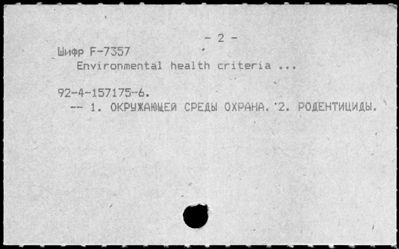 - 2 -
Шифр F-7357
Environmental health criteria ...
92-4-157175-6.
-- 1. ОКРУЖАЮЩЕЙ СРЕДЫ ОХРАНА. 2. РОДЕНТИЦИДЫ.